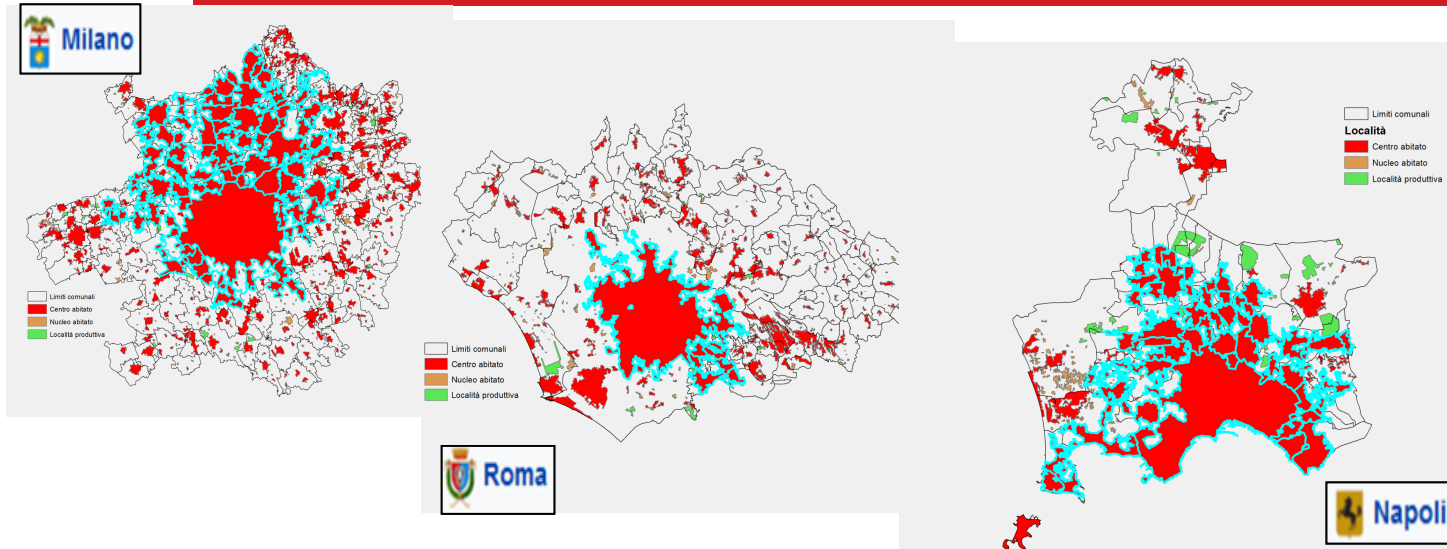 Milano
Limiti comunali
Centro abitato
Nucleo abitato
Località produttiva
Limiti comunali
Centro abitato
Nucleo abitato
Località produttiva
Roma
Limiti comunali
Località
Centro abitato
Nucleo abitato
Località produttiva
Napoli